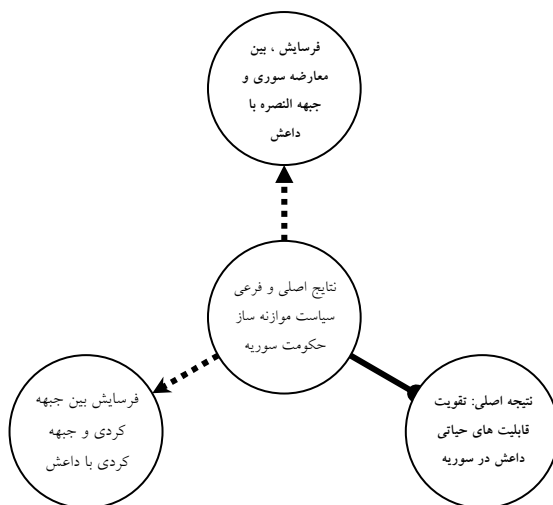 فرسایش ، بین
معارضه سوری و
جبهه النصره با
داعش
نتایج اصلی و فرعی
سیاست موازنه ساز
حکومت سوریه
فرسایش بین جبهه
کردی و جبهه
کردی با داعش
نتیجه اصلی: تقویت
قابلیت های حیاتی
داعش در سوریه